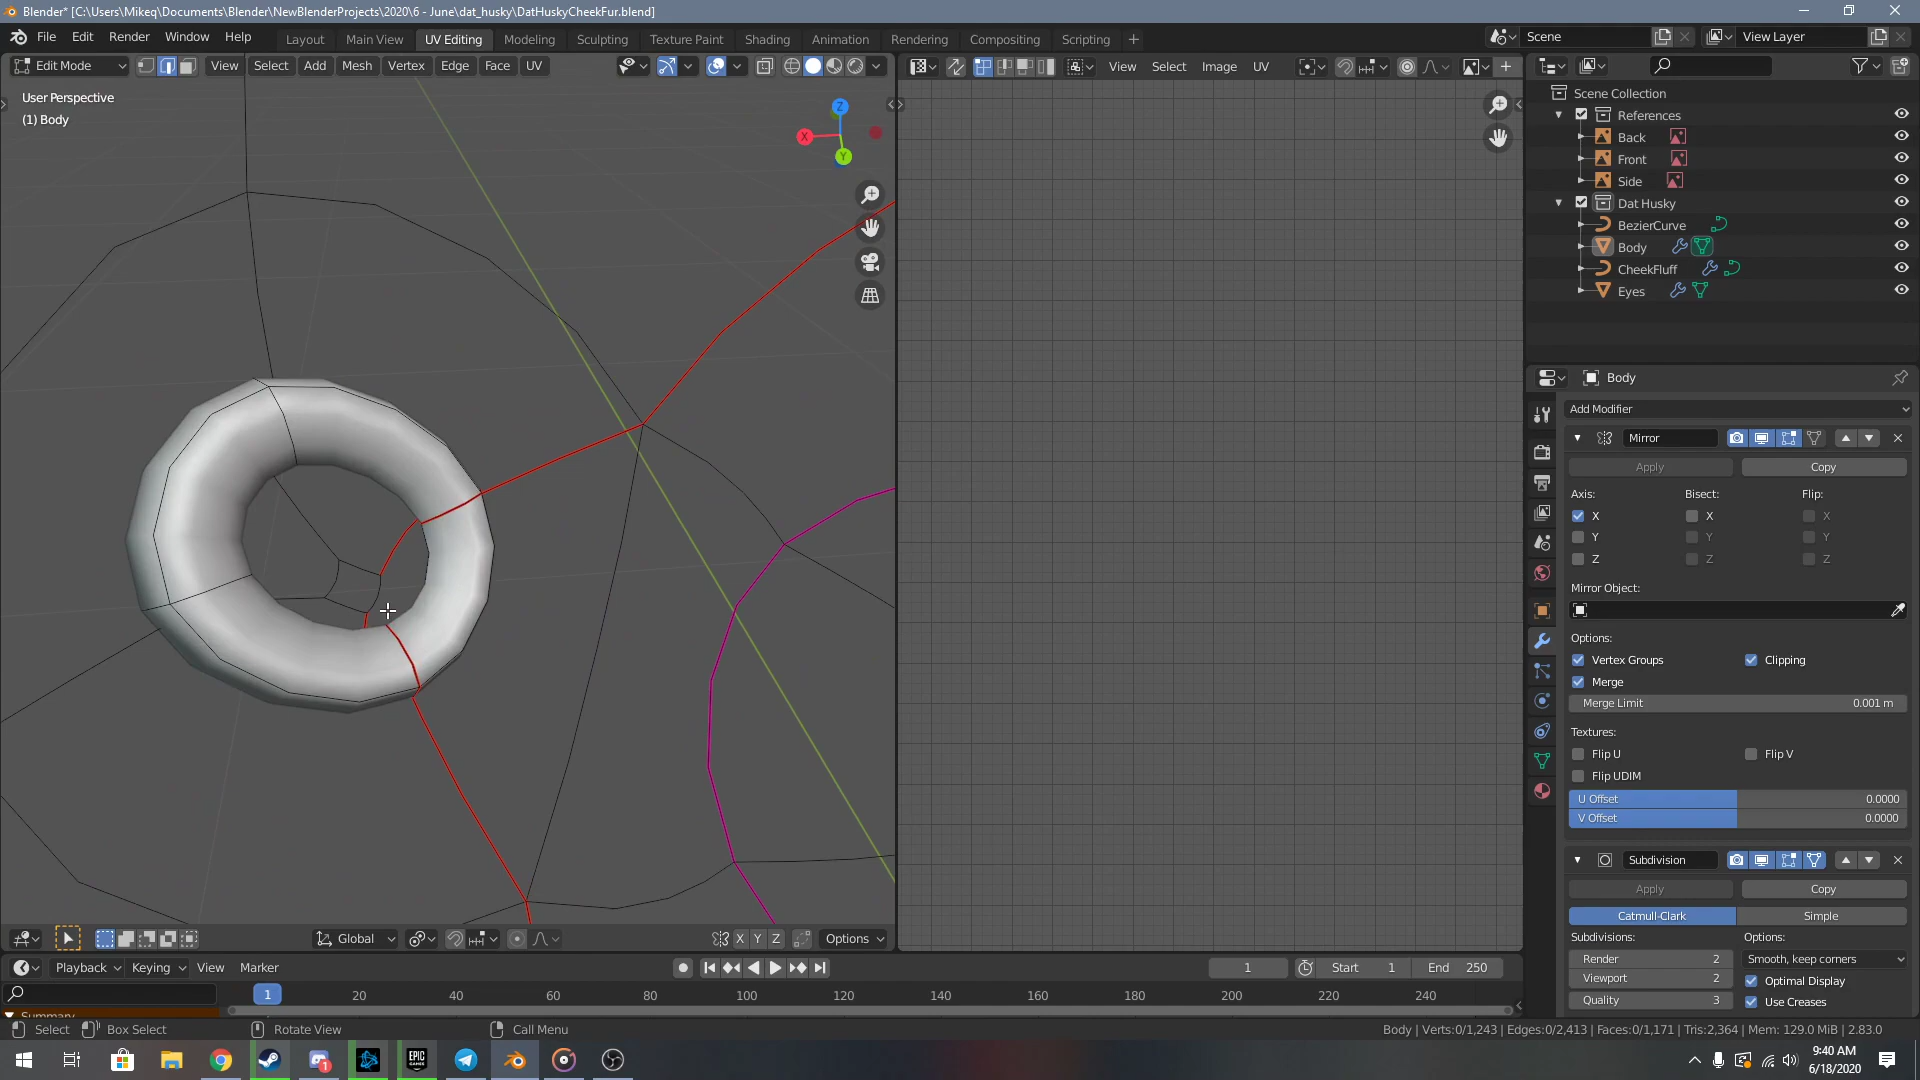 Blender* [C:\Users\Mikeq\Documents\Blender\NewBlenderProjects\2020\6 - June\dat_husky\DatHuskyCheekFur.blend]
File Edit Render Window Help Layout Main View UV Editing Modeling Sculpting Texture Paint Shading Animation Rendering Compositing Scripting + Scene View Layer
Edit Mode View Select Add Mesh Vertex Edge Face UV View Select Image UV
User Perspective
(1) Body
Z
X
Y
Scene Collection
References
Back
Front
Side
Dat Husky
BezierCurve
Body
CheekFluff
Eyes
Body
Add Modifier
Mirror
Apply Copy
Axis: Bisect: Flip:
X X X
Y Y Y
Z Z Z
Mirror Object:
Options:
Vertex Groups Clipping
Merge
Merge Limit 0.001 m
Textures:
Flip U Flip V
Flip UDIM
U Offset 0.0000
V Offset 0.0000
Subdivision
Apply Copy
Catmull-Clark Simple
Subdivisions: Options:
Render 2 Smooth, keep corners
Viewport 2 Optimal Display
Quality 3 Use Creases
Global X Y Z Options
Playback Keying View Marker 1 Start 1 End 250
1 20 40 60 80 100 120 140 160 180 200 220 240
Summary
Select Box Select Rotate View Call Menu Body | Verts:0/1,243 | Edges:0/2,413 | Faces:0/1,171 | Tris:2,364 | Mem: 129.0 MiB | 2.83.0
1
EPIC GAMES
9:40 AM
6/18/2020